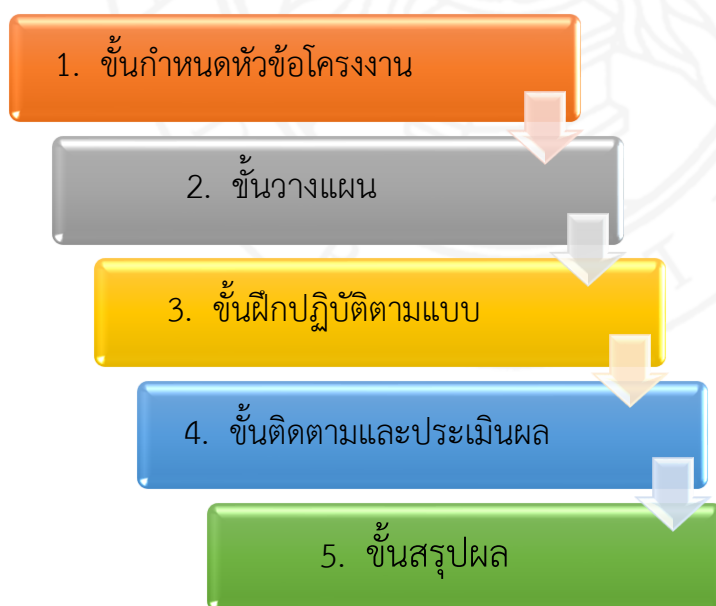 1. ขั้นกำหนดหัวข้อโครงงาน
2. ขั้นวางแผน
3. ขั้นฝึกปฏิบัติตามแบบ
4. ขั้นติดตามและประเมินผล
5. ขั้นสรุปผล